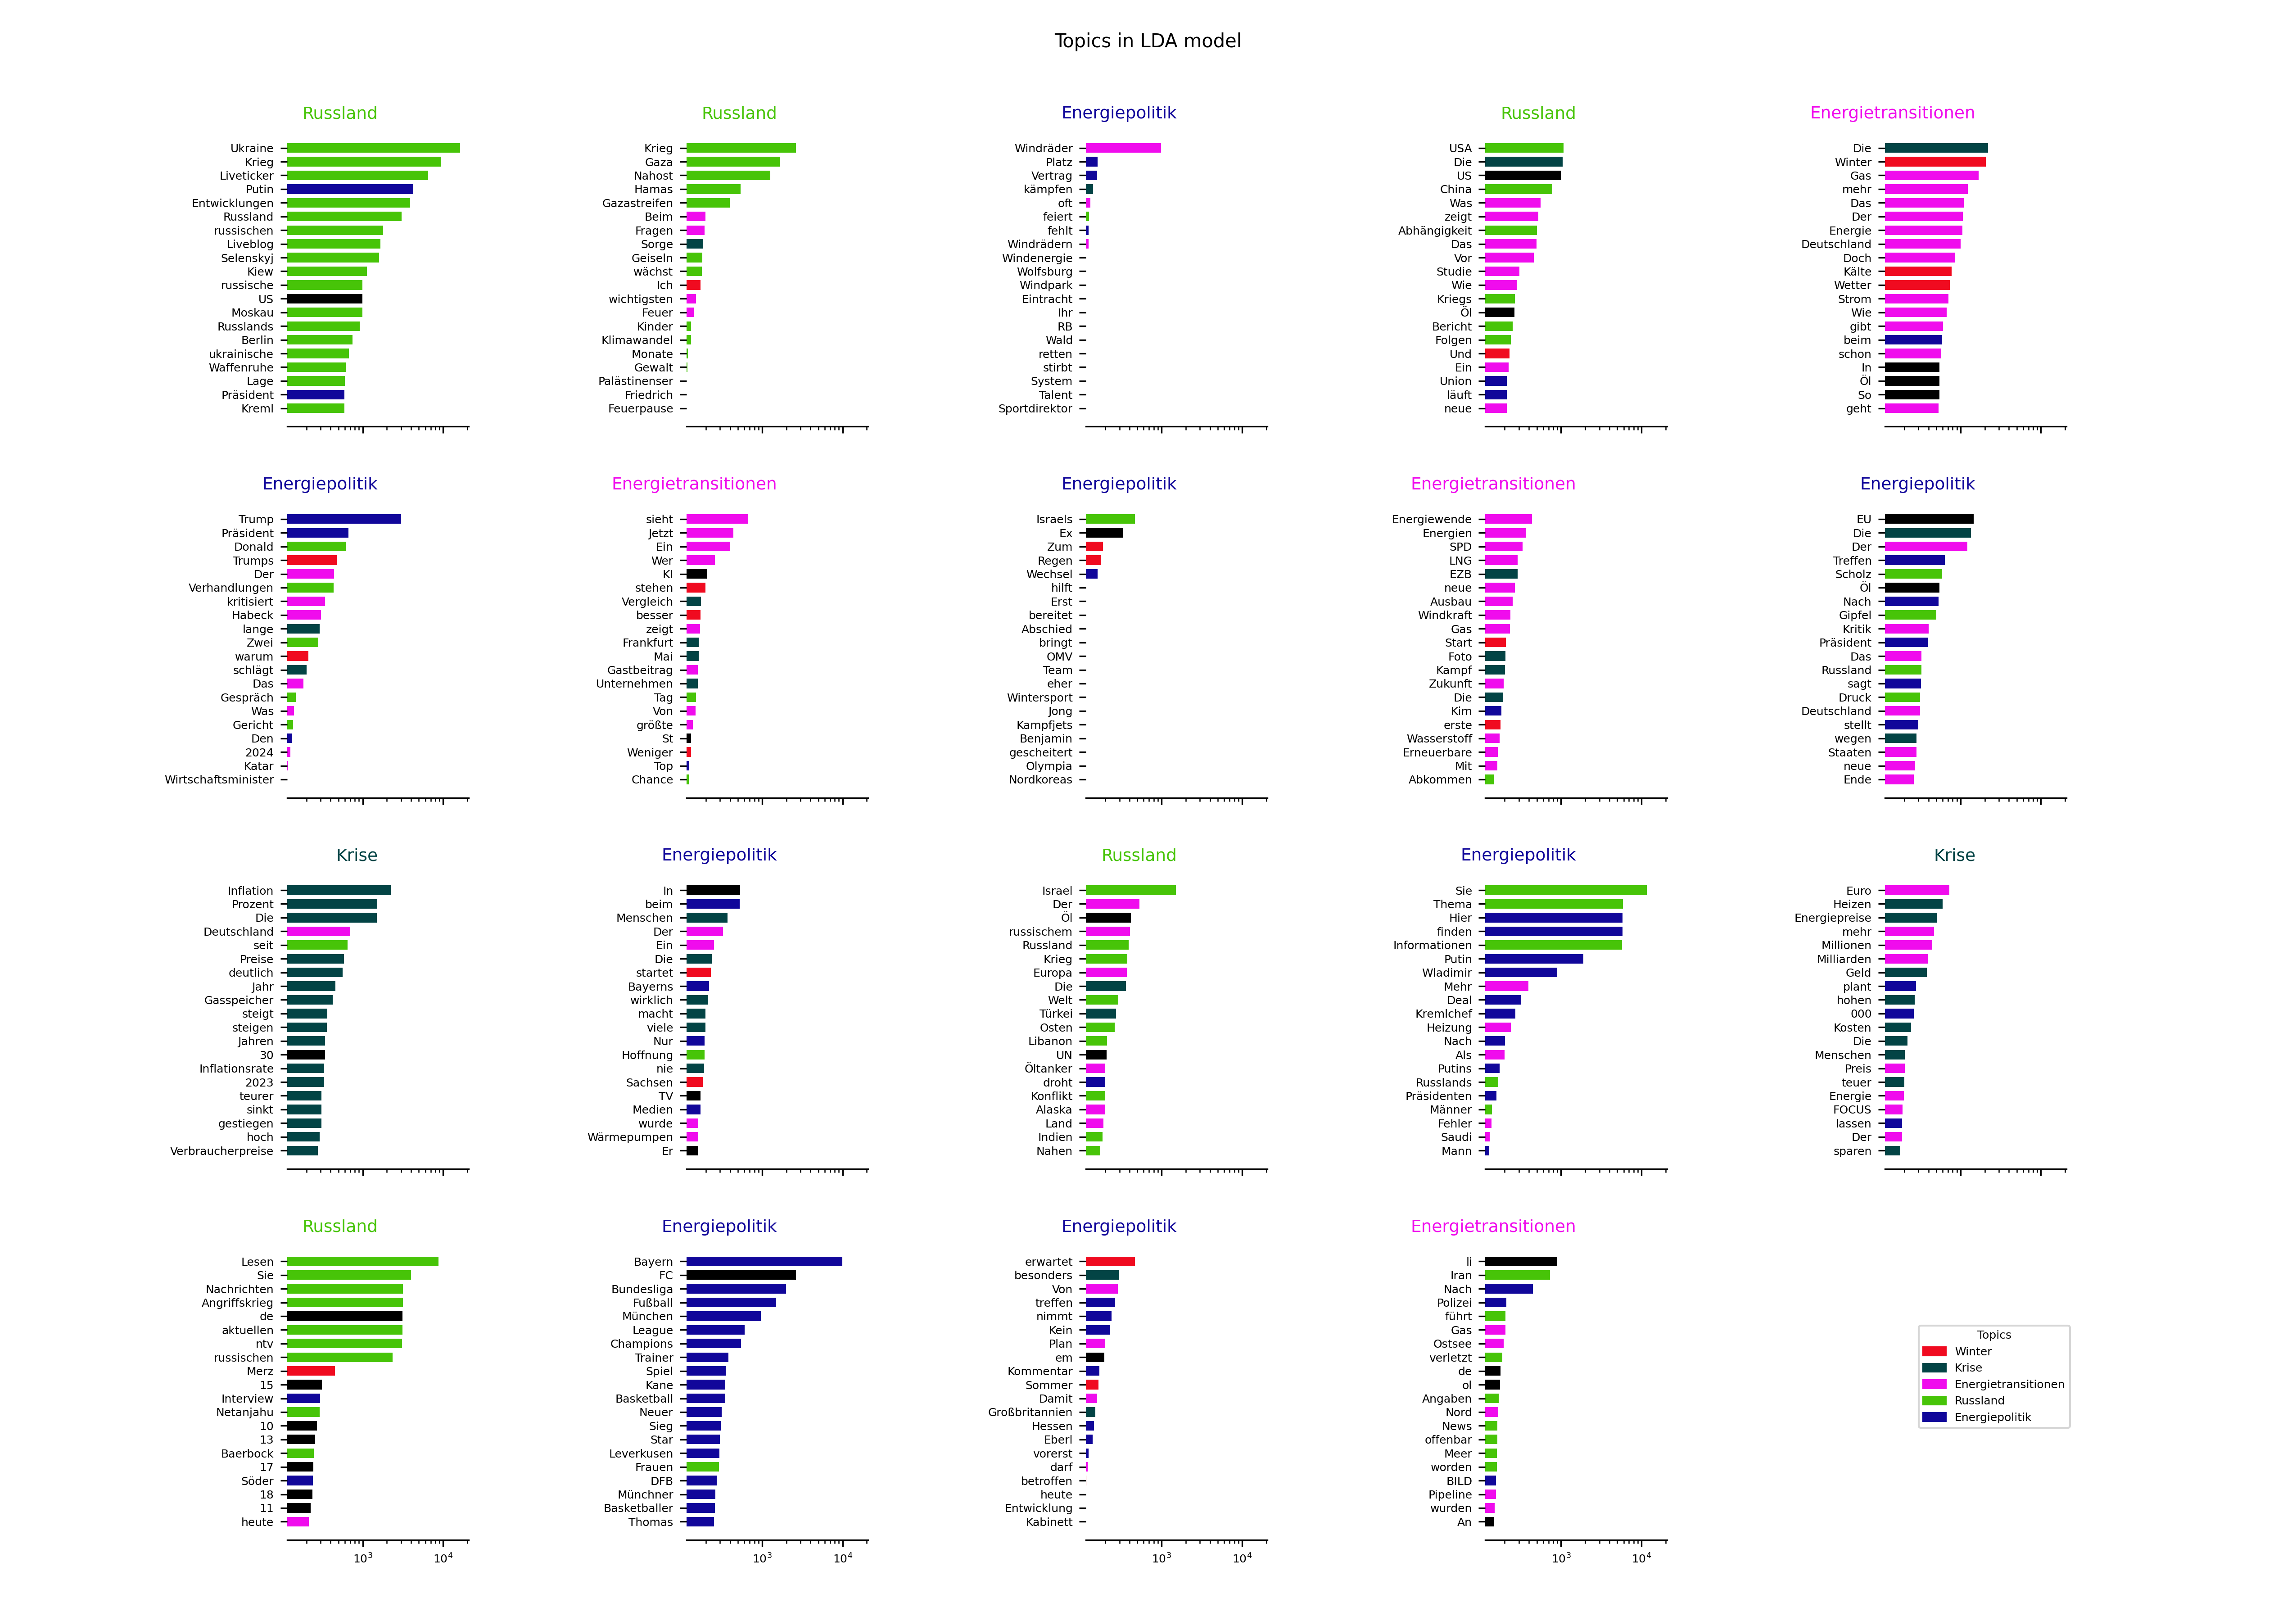 Topics in LDA model
Russland
Ukraine
Krieg
Liveticker
Putin
Entwicklungen
Russland
russischen
Liveblog
Selenskyj
Kiew
russische
US
Moskau
Russlands
Berlin
ukrainische
Waffenruhe
Lage
Präsident
Kreml
Russland
Krieg
Gaza
Nahost
Hamas
Gazastreifen
Beim
Fragen
Sorge
Geiseln
wächst
Ich
wichtigsten
Feuer
Kinder
Klimawandel
Monate
Gewalt
Palästinenser
Friedrich
Feuerpause
Energiepolitik
Windräder
Platz
Vertrag
kämpfen
oft
feiert
fehlt
Windrädern
Windenergie
Wolfsburg
Windpark
Eintracht
Ihr
RB
Wald
retten
stirbt
System
Talent
Sportdirektor
Russland
USA
Die
US
China
Was
zeigt
Abhängigkeit
Das
Vor
Studie
Wie
Kriegs
Öl
Bericht
Folgen
Und
Ein
Union
läuft
neue
Energietransitionen
Die
Winter
Gas
mehr
Das
Der
Energie
Deutschland
Doch
Kälte
Wetter
Strom
Wie
gibt
beim
schon
In
Öl
So
geht
Energiepolitik
Trump
Präsident
Donald
Trumps
Der
Verhandlungen
kritisiert
Habeck
lange
Zwei
warum
schlägt
Das
Gespräch
Was
Gericht
Den
2024
Katar
Wirtschaftsminister
Energietransitionen
sieht
Jetzt
Ein
Wer
KI
stehen
Vergleich
besser
zeigt
Frankfurt
Mai
Gastbeitrag
Unternehmen
Tag
Von
größte
St
Weniger
Top
Chance
Energiepolitik
Israels
Ex
Zum
Regen
Wechsel
hilft
Erst
bereitet
Abschied
bringt
OMV
Team
eher
Wintersport
Jong
Kampfjets
Benjamin
gescheitert
Olympia
Nordkoreas
Energietransitionen
Energiewende
Energien
SPD
LNG
EZB
neue
Ausbau
Windkraft
Gas
Start
Foto
Kampf
Zukunft
Die
Kim
erste
Wasserstoff
Erneuerbare
Mit
Abkommen
Energiepolitik
EU
Die
Der
Treffen
Scholz
Öl
Nach
Gipfel
Kritik
Präsident
Das
Russland
sagt
Druck
Deutschland
stellt
wegen
Staaten
neue
Ende
Krise
Inflation
Prozent
Die
Deutschland
seit
Preise
deutlich
Jahr
Gasspeicher
steigt
steigen
Jahren
30
Inflationsrate
2023
teurer
sinkt
gestiegen
hoch
Verbraucherpreise
Energiepolitik
In
beim
Menschen
Der
Ein
Die
startet
Bayerns
wirklich
macht
viele
Nur
Hoffnung
nie
Sachsen
TV
Medien
wurde
Wärmepumpen
Er
Russland
Israel
Der
Öl
russischem
Russland
Krieg
Europa
Die
Welt
Türkei
Osten
Libanon
UN
Öltanker
droht
Konflikt
Alaska
Land
Indien
Nahen
Energiepolitik
Sie
Thema
Hier
finden
Informationen
Putin
Wladimir
Mehr
Deal
Kremlchef
Heizung
Nach
Als
Putins
Russlands
Präsidenten
Männer
Fehler
Saudi
Mann
Krise
Euro
Heizen
Energiepreise
mehr
Millionen
Milliarden
Geld
plant
hohen
000
Kosten
Die
Menschen
Preis
teuer
Energie
FOCUS
lassen
Der
sparen
Russland
Lesen
Sie
Nachrichten
Angriffskrieg
de
aktuellen
ntv
russischen
Merz
15
Interview
Netanjahu
10
13
Baerbock
17
Söder
18
11
heute
10³ 10⁴
Energiepolitik
Bayern
FC
Bundesliga
Fußball
München
League
Champions
Trainer
Spiel
Kane
Basketball
Neuer
Sieg
Star
Leverkusen
Frauen
DFB
Münchner
Basketballer
Thomas
10³ 10⁴
Energiepolitik
erwartet
besonders
Von
treffen
nimmt
Kein
Plan
em
Kommentar
Sommer
Damit
Großbritannien
Hessen
Eberl
vorerst
darf
betroffen
heute
Entwicklung
Kabinett
10³ 10⁴
Energietransitionen
li
Iran
Nach
Polizei
führt
Gas
Ostsee
verletzt
de
ol
Angaben
Nord
News
offenbar
Meer
worden
BILD
Pipeline
wurden
An
10³ 10⁴
Topics
Winter
Krise
Energietransitionen
Russland
Energiepolitik